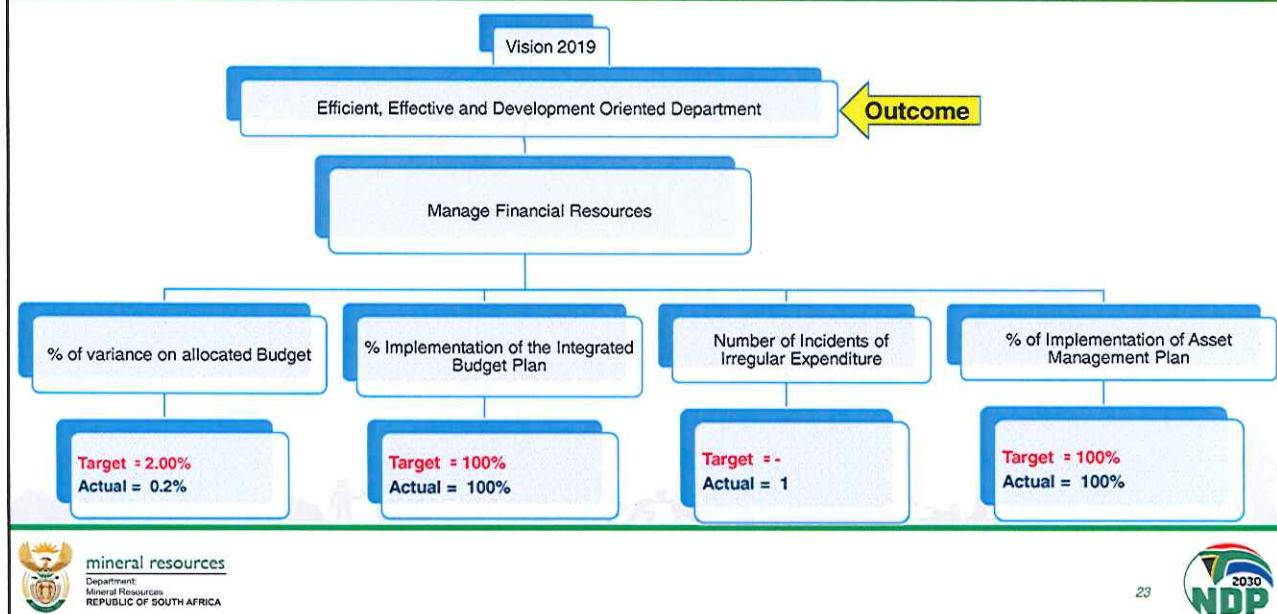 Vision 2019
Efficient, Effective and Development Oriented Department
Outcome
Manage Financial Resources
% of variance on allocated Budget
% Implementation of the Integrated
Budget Plan
Number of Incidents of
Irregular Expenditure
% of Implementation of Asset
Management Plan
Target = 2.00%
Actual = 0.2%
Target = 100%
Actual = 100%
Target = -
Actual = 1
Target = 100%
Actual = 100%
mineral resources
Department:
Mineral Resources
REPUBLIC OF SOUTH AFRICA
23
2030
NDP